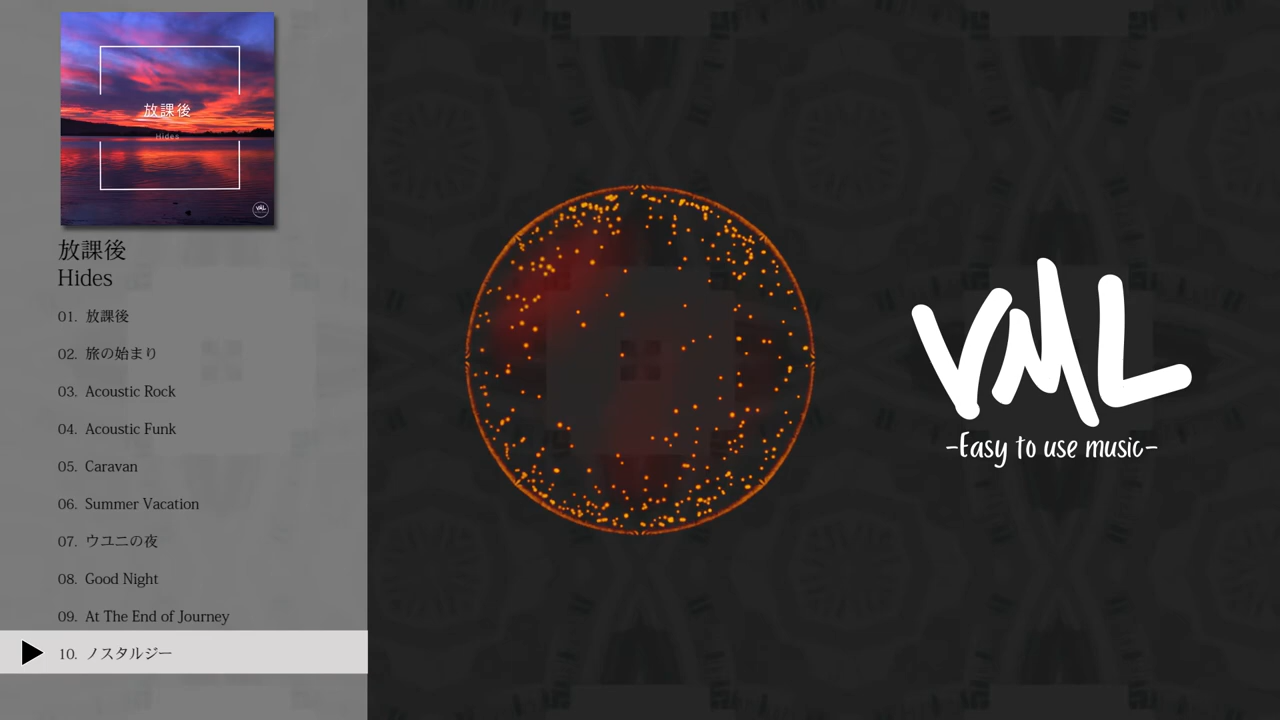 放課後
Hides
VML
放課後
Hides
01. 放課後
02. 旅の始まり
03. Acoustic Rock
04. Acoustic Funk
05. Caravan
06. Summer Vacation
07. ウユニの夜
08. Good Night
09. At The End of Journey
10. ノスタルジー
VML
-Easy to use music-